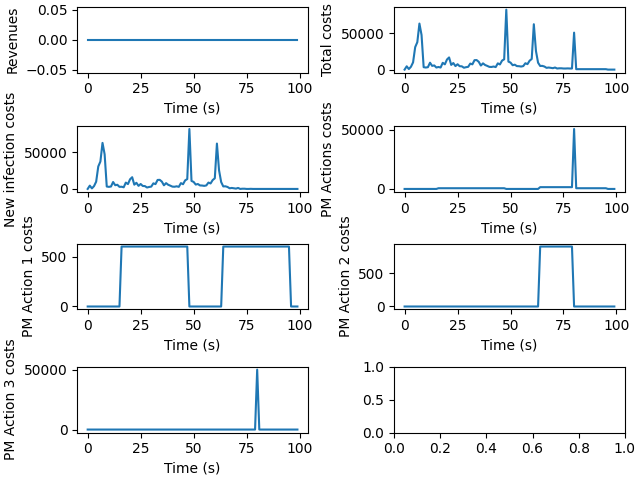 Revenues
0.05
0.00
−0.05
0 25 50 75 100
Time (s)
Total costs
50000
0
0 25 50 75 100
Time (s)
New infection costs
50000
0
0 25 50 75 100
Time (s)
PM Actions costs
50000
0
0 25 50 75 100
Time (s)
PM Action 1 costs
500
0
0 25 50 75 100
Time (s)
PM Action 2 costs
500
0
0 25 50 75 100
Time (s)
PM Action 3 costs
50000
0
0 25 50 75 100
Time (s)
1.0
0.5
0.0
0.0 0.2 0.4 0.6 0.8 1.0